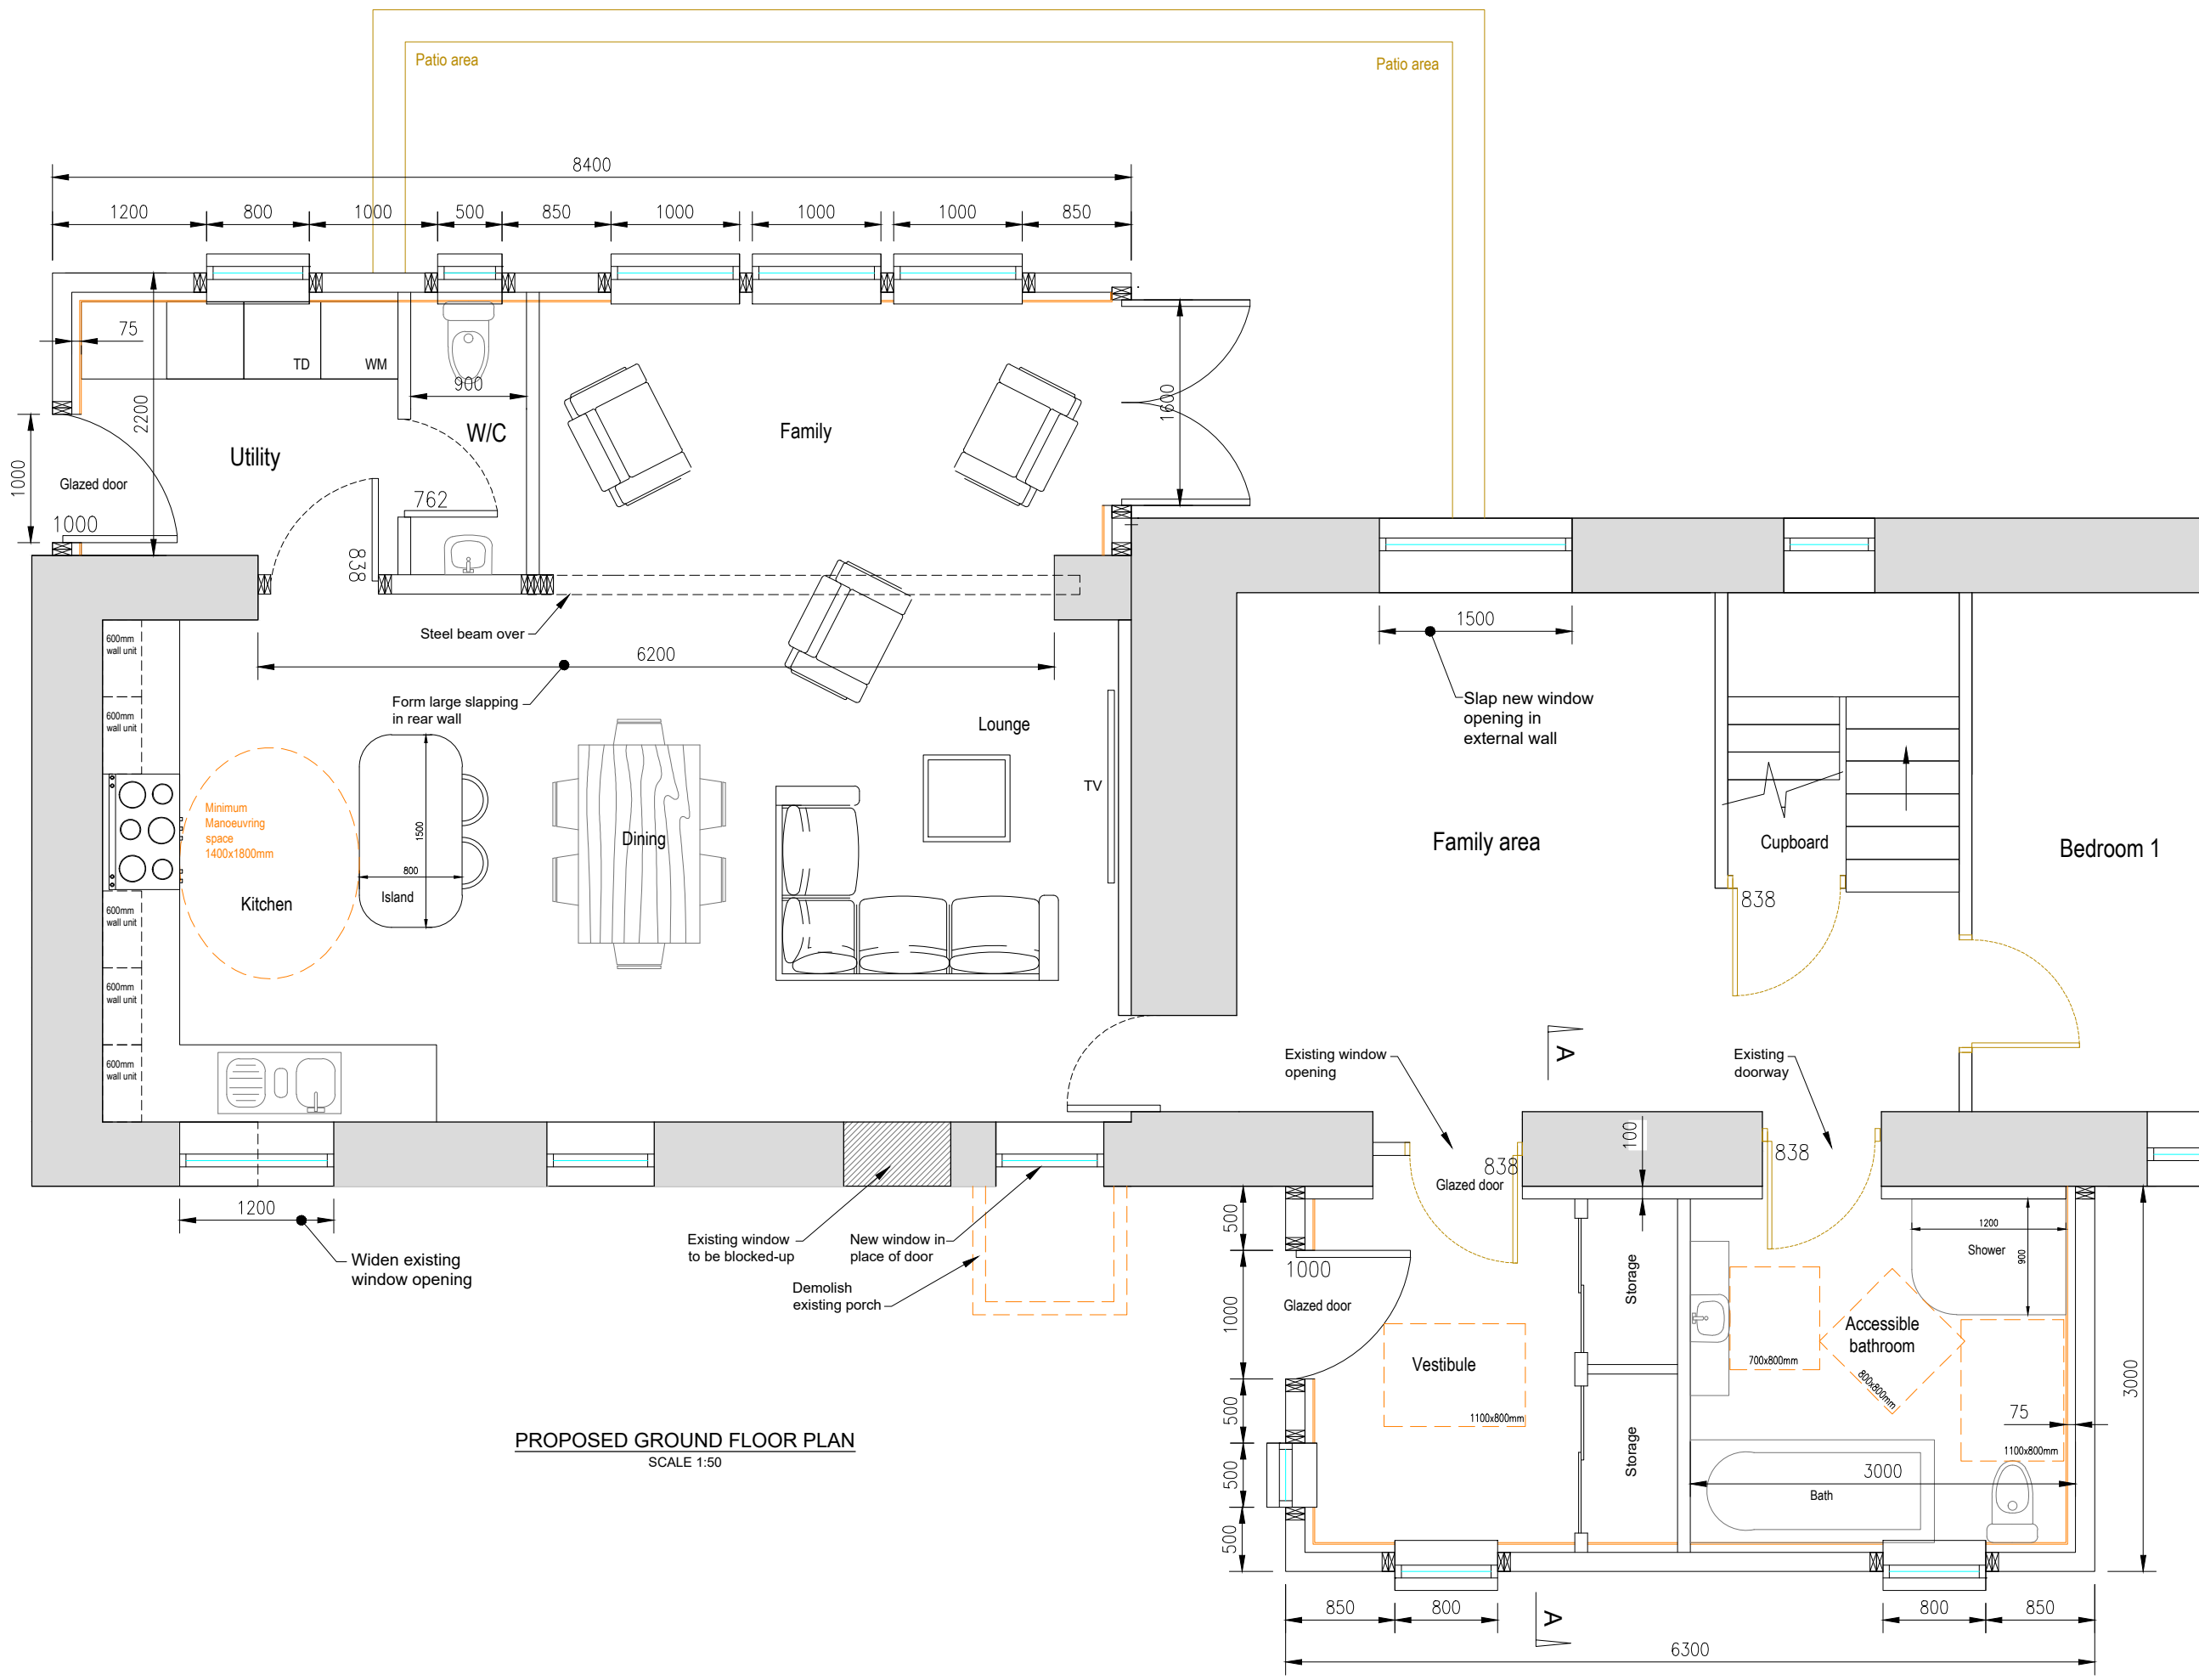 Patio area
Patio area
8400
1200
800
1000
500
850
1000
1000
1000
850
75
TD
WM
900
2200
1600
W/C
Family
Utility
1000
Glazed door
762
1000
838
Steel beam over
6200
Form large slapping
in rear wall
600mm
wall unit
600mm
wall unit
1500
Slap new window
opening in
external wall
Lounge
TV
Minimum
Manoeuvring
space
1400x1800mm
1500
800
Island
Dining
Kitchen
Family area
Cupboard
Bedroom 1
838
600mm
wall unit
600mm
wall unit
600mm
wall unit
A
Existing window
opening
Existing
doorway
100
838
838
Glazed door
1200
Widen existing
window opening
Existing window
to be blocked-up
New window in
place of door
Demolish
existing porch
500
1000
500
500
500
1000
Glazed door
Vestibule
1100x800mm
Storage
Storage
1200
Shower
900
Accessible
bathroom
700x800mm
800x800mm
75
1100x800mm
3000
3000
Bath
PROPOSED GROUND FLOOR PLAN
SCALE 1:50
850
800
A
800
850
6300